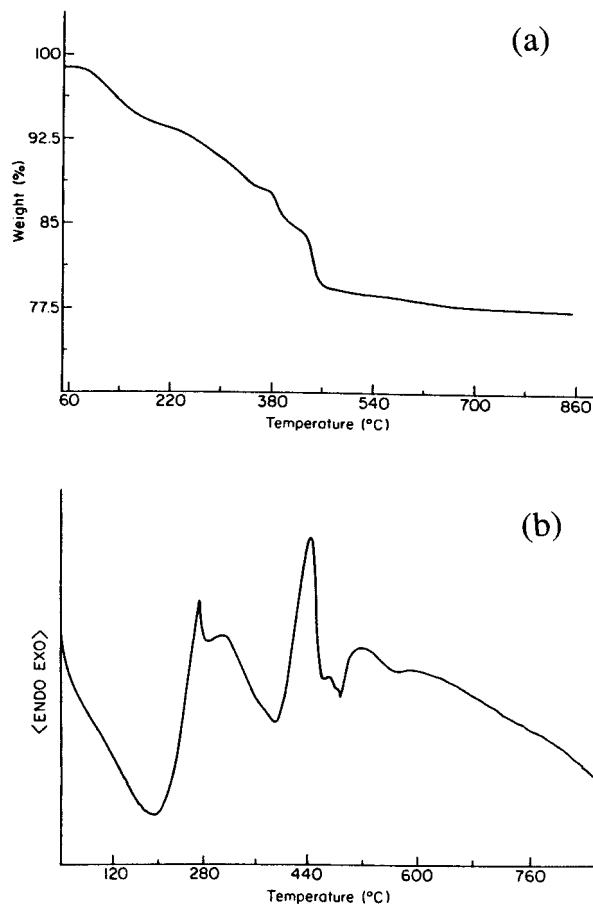 (a)
100
92.5
85
77.5
Weight (%)
60 220 380 540 700 860
Temperature (°C)
(b)
<ENDO EXO>
120 280 440 600 760
Temperature (°C)